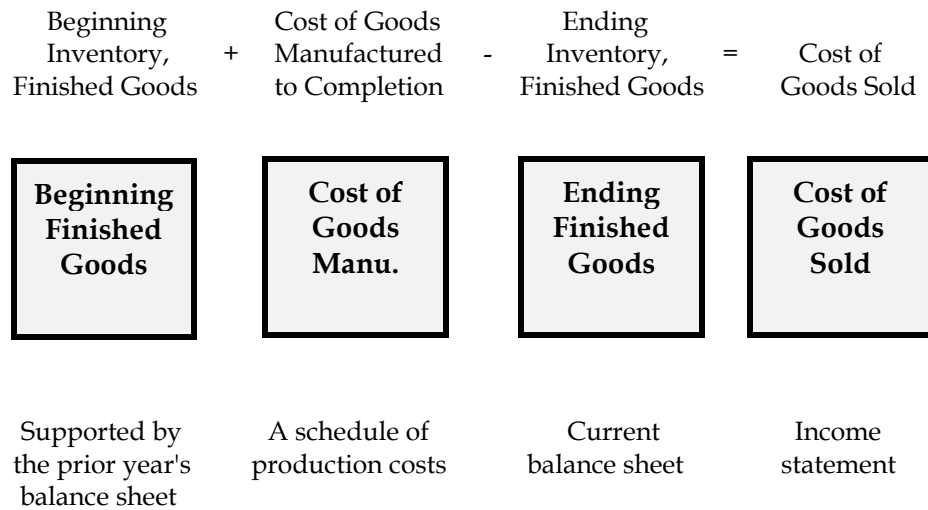 Beginning
Inventory,
Finished Goods
+
Cost of Goods
Manufactured
to Completion
-
Ending
Inventory,
Finished Goods
=
Cost of
Goods Sold
Beginning
Finished
Goods
Cost of
Goods
Manu.
Ending
Finished
Goods
Cost of
Goods
Sold
Supported by
the prior year's
balance sheet
A schedule of
production costs
Current
balance sheet
Income
statement